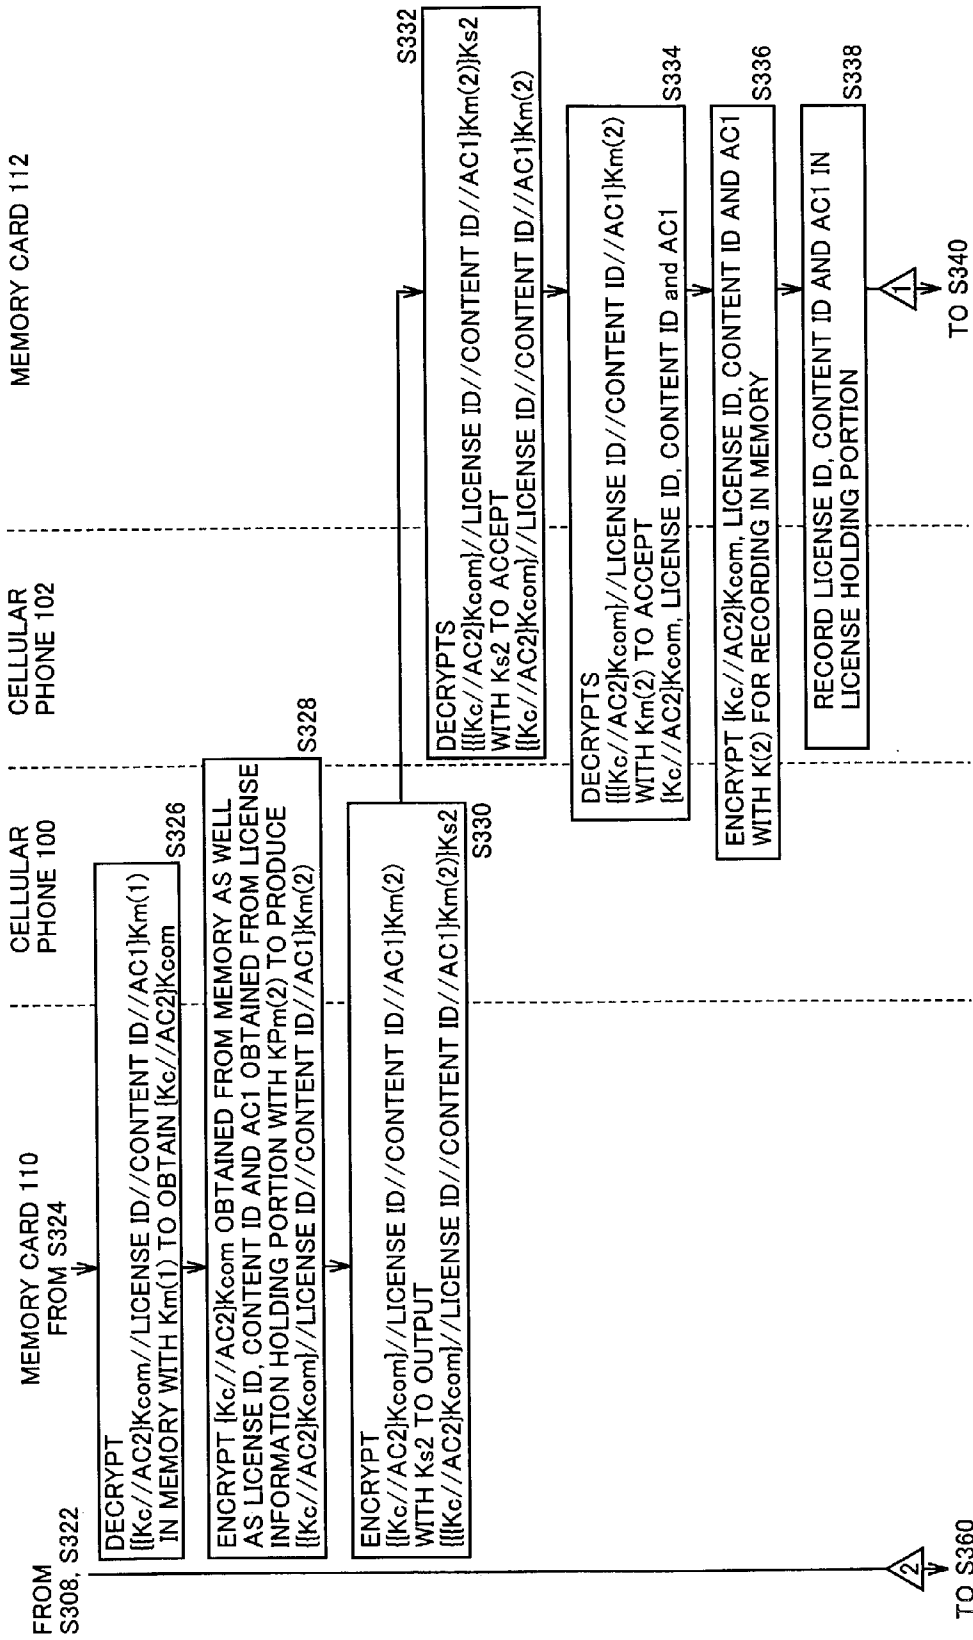 MEMORY CARD 110
CELLULAR
PHONE 100
CELLULAR
PHONE 102
MEMORY CARD 112
FROM
S308, S322
FROM S324
DECRYPT
{{Kc//AC2}Kcom//LICENSE ID//CONTENT ID//AC1}Km(1)
IN MEMORY WITH Km(1) TO OBTAIN {Kc//AC2}Kcom
S326
ENCRYPT {Kc//AC2}Kcom OBTAINED FROM MEMORY AS WELL
AS LICENSE ID, CONTENT ID AND AC1 OBTAINED FROM LICENSE
INFORMATION HOLDING PORTION WITH KPm(2) TO PRODUCE
{{Kc//AC2}Kcom}//LICENSE ID//CONTENT ID//AC1}Km(2)
S328
ENCRYPT
{{Kc//AC2}Kcom}//LICENSE ID//CONTENT ID//AC1}Km(2)
WITH Ks2 TO OUTPUT
{{{Kc//AC2}Kcom}//LICENSE ID//CONTENT ID//AC1}Km(2)}Ks2
S330
S332
DECRYPTS
{{{Kc//AC2}Kcom}//LICENSE ID//CONTENT ID//AC1}Km(2)}Ks2
WITH Ks2 TO ACCEPT
{{Kc//AC2}Kcom}//LICENSE ID//CONTENT ID//AC1}Km(2)
DECRYPTS
{{{Kc//AC2}Kcom}//LICENSE ID//CONTENT ID//AC1}Km(2)
WITH Km(2) TO ACCEPT
{Kc//AC2}Kcom, LICENSE ID, CONTENT ID and AC1
S334
ENCRYPT {Kc//AC2}Kcom, LICENSE ID, CONTENT ID AND AC1
WITH K(2) FOR RECORDING IN MEMORY
S336
RECORD LICENSE ID, CONTENT ID AND AC1 IN
LICENSE HOLDING PORTION
S338
2
TO S360
1
TO S340